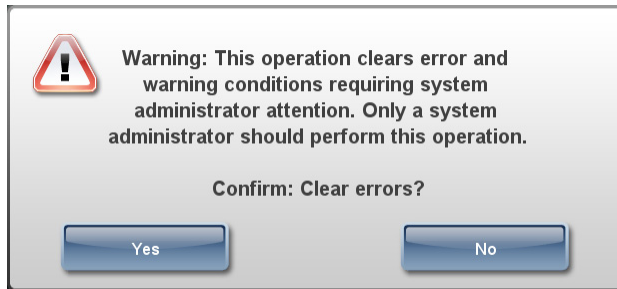 Warning: This operation clears error and
warning conditions requiring system
administrator attention. Only a system
administrator should perform this operation.
Confirm: Clear errors?
Yes
No